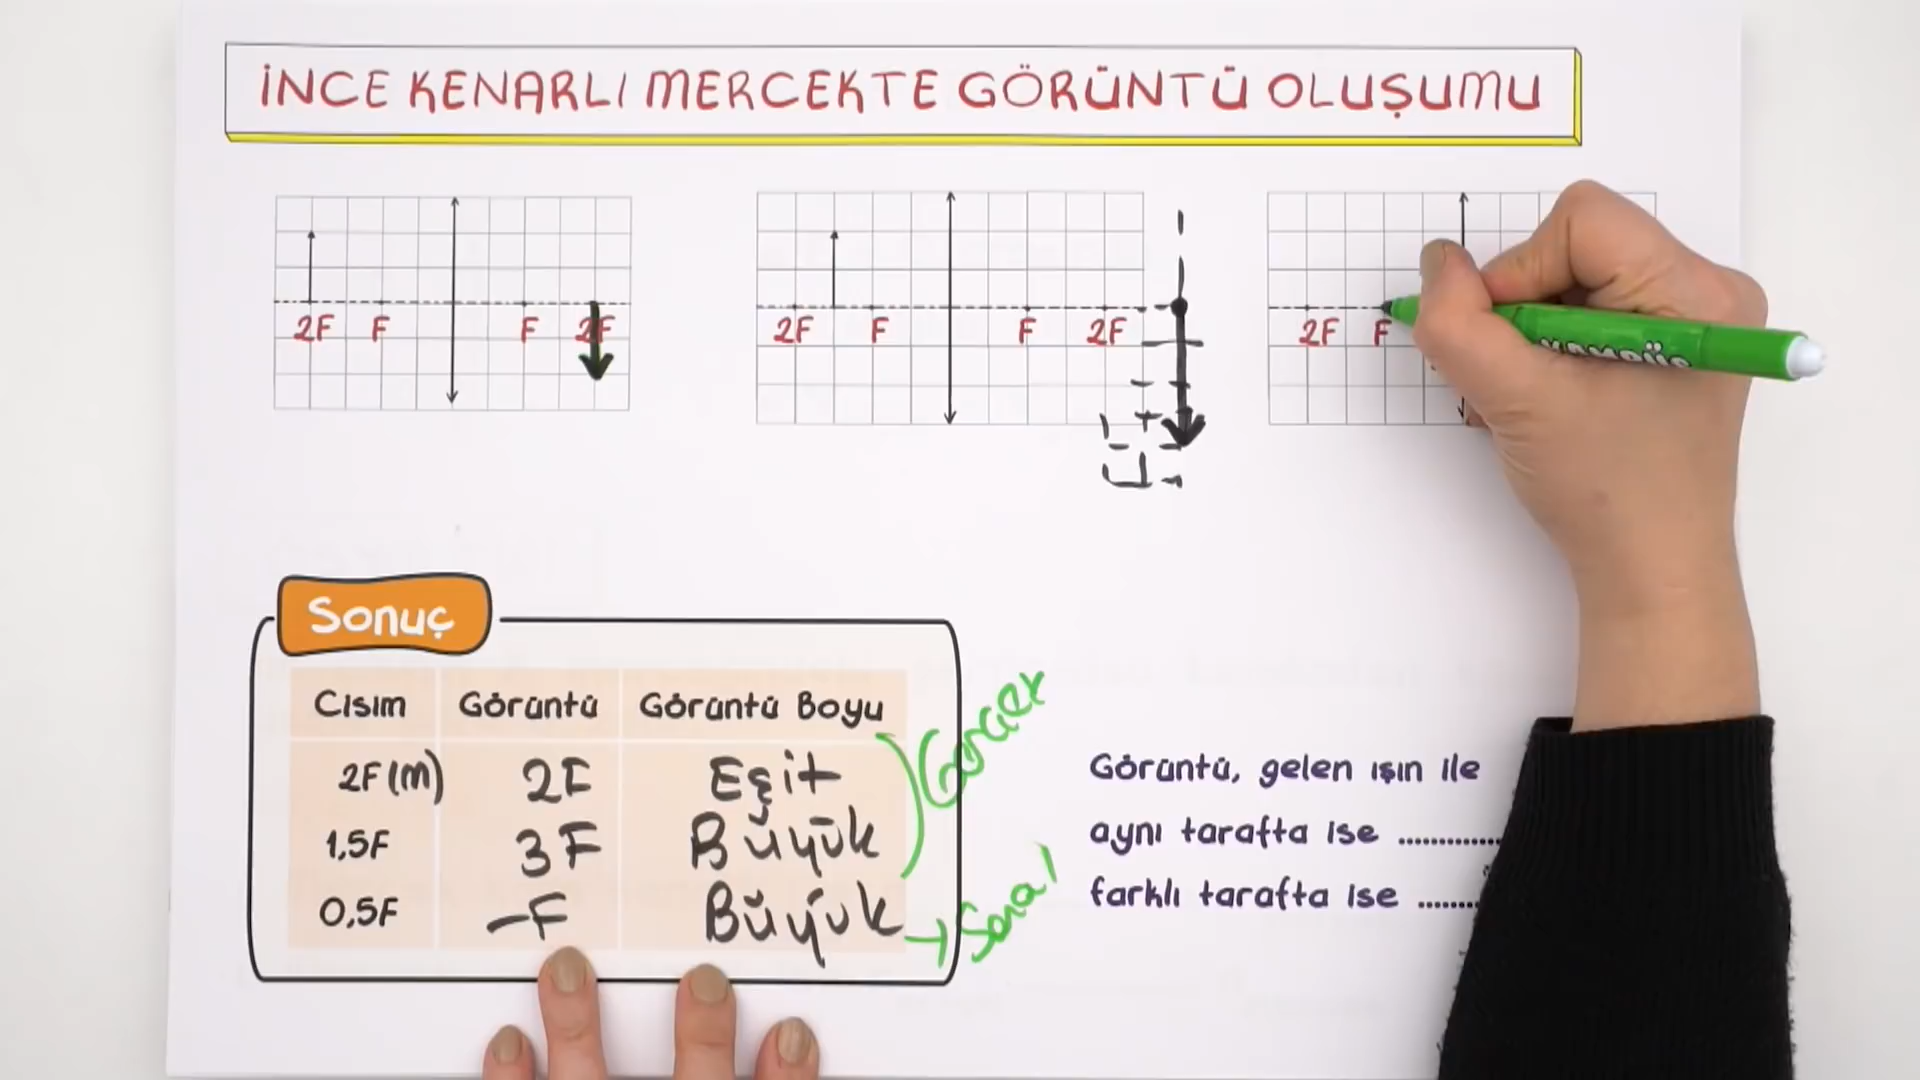 İNCE KENARLI MERCEKTE GÖRÜNTÜ OLUŞUMU
2F F F 2F
2F F F 2F
2F F
Sonuç
Cisim Görüntü Görüntü Boyu
2F(m) 2F Eşit
1,5F 3F Büyük
0,5F -F Büyük
Gerçek
Sanal
Görüntü, gelen ışın ile
aynı tarafta ise ............
farklı tarafta ise ........